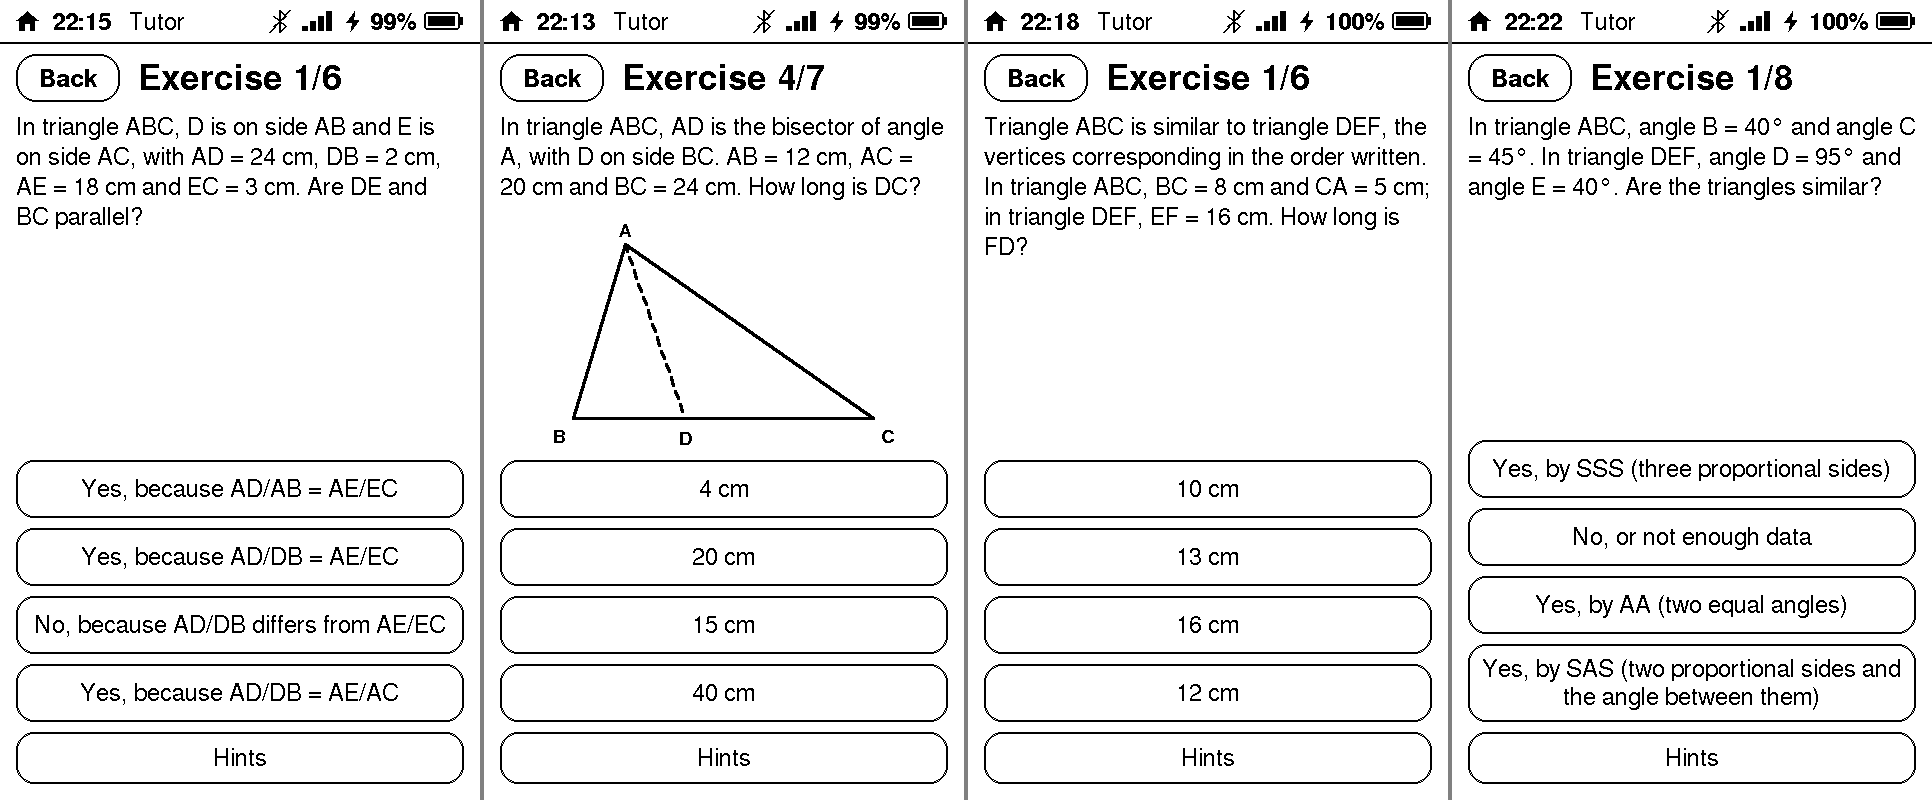 22:15 Tutor 99%
Back Exercise 1/6
In triangle ABC, D is on side AB and E is
on side AC, with AD = 24 cm, DB = 2 cm,
AE = 18 cm and EC = 3 cm. Are DE and
BC parallel?
Yes, because AD/AB = AE/EC
Yes, because AD/DB = AE/EC
No, because AD/DB differs from AE/EC
Yes, because AD/DB = AE/AC
Hints
22:13 Tutor 99%
Back Exercise 4/7
In triangle ABC, AD is the bisector of angle
A, with D on side BC. AB = 12 cm, AC =
20 cm and BC = 24 cm. How long is DC?
A
B D C
4 cm
20 cm
15 cm
40 cm
Hints
22:18 Tutor 100%
Back Exercise 1/6
Triangle ABC is similar to triangle DEF, the
vertices corresponding in the order written.
In triangle ABC, BC = 8 cm and CA = 5 cm;
in triangle DEF, EF = 16 cm. How long is
FD?
10 cm
13 cm
16 cm
12 cm
Hints
22:22 Tutor 100%
Back Exercise 1/8
In triangle ABC, angle B = 40° and angle C
= 45°. In triangle DEF, angle D = 95° and
angle E = 40°. Are the triangles similar?
Yes, by SSS (three proportional sides)
No, or not enough data
Yes, by AA (two equal angles)
Yes, by SAS (two proportional sides and
the angle between them)
Hints